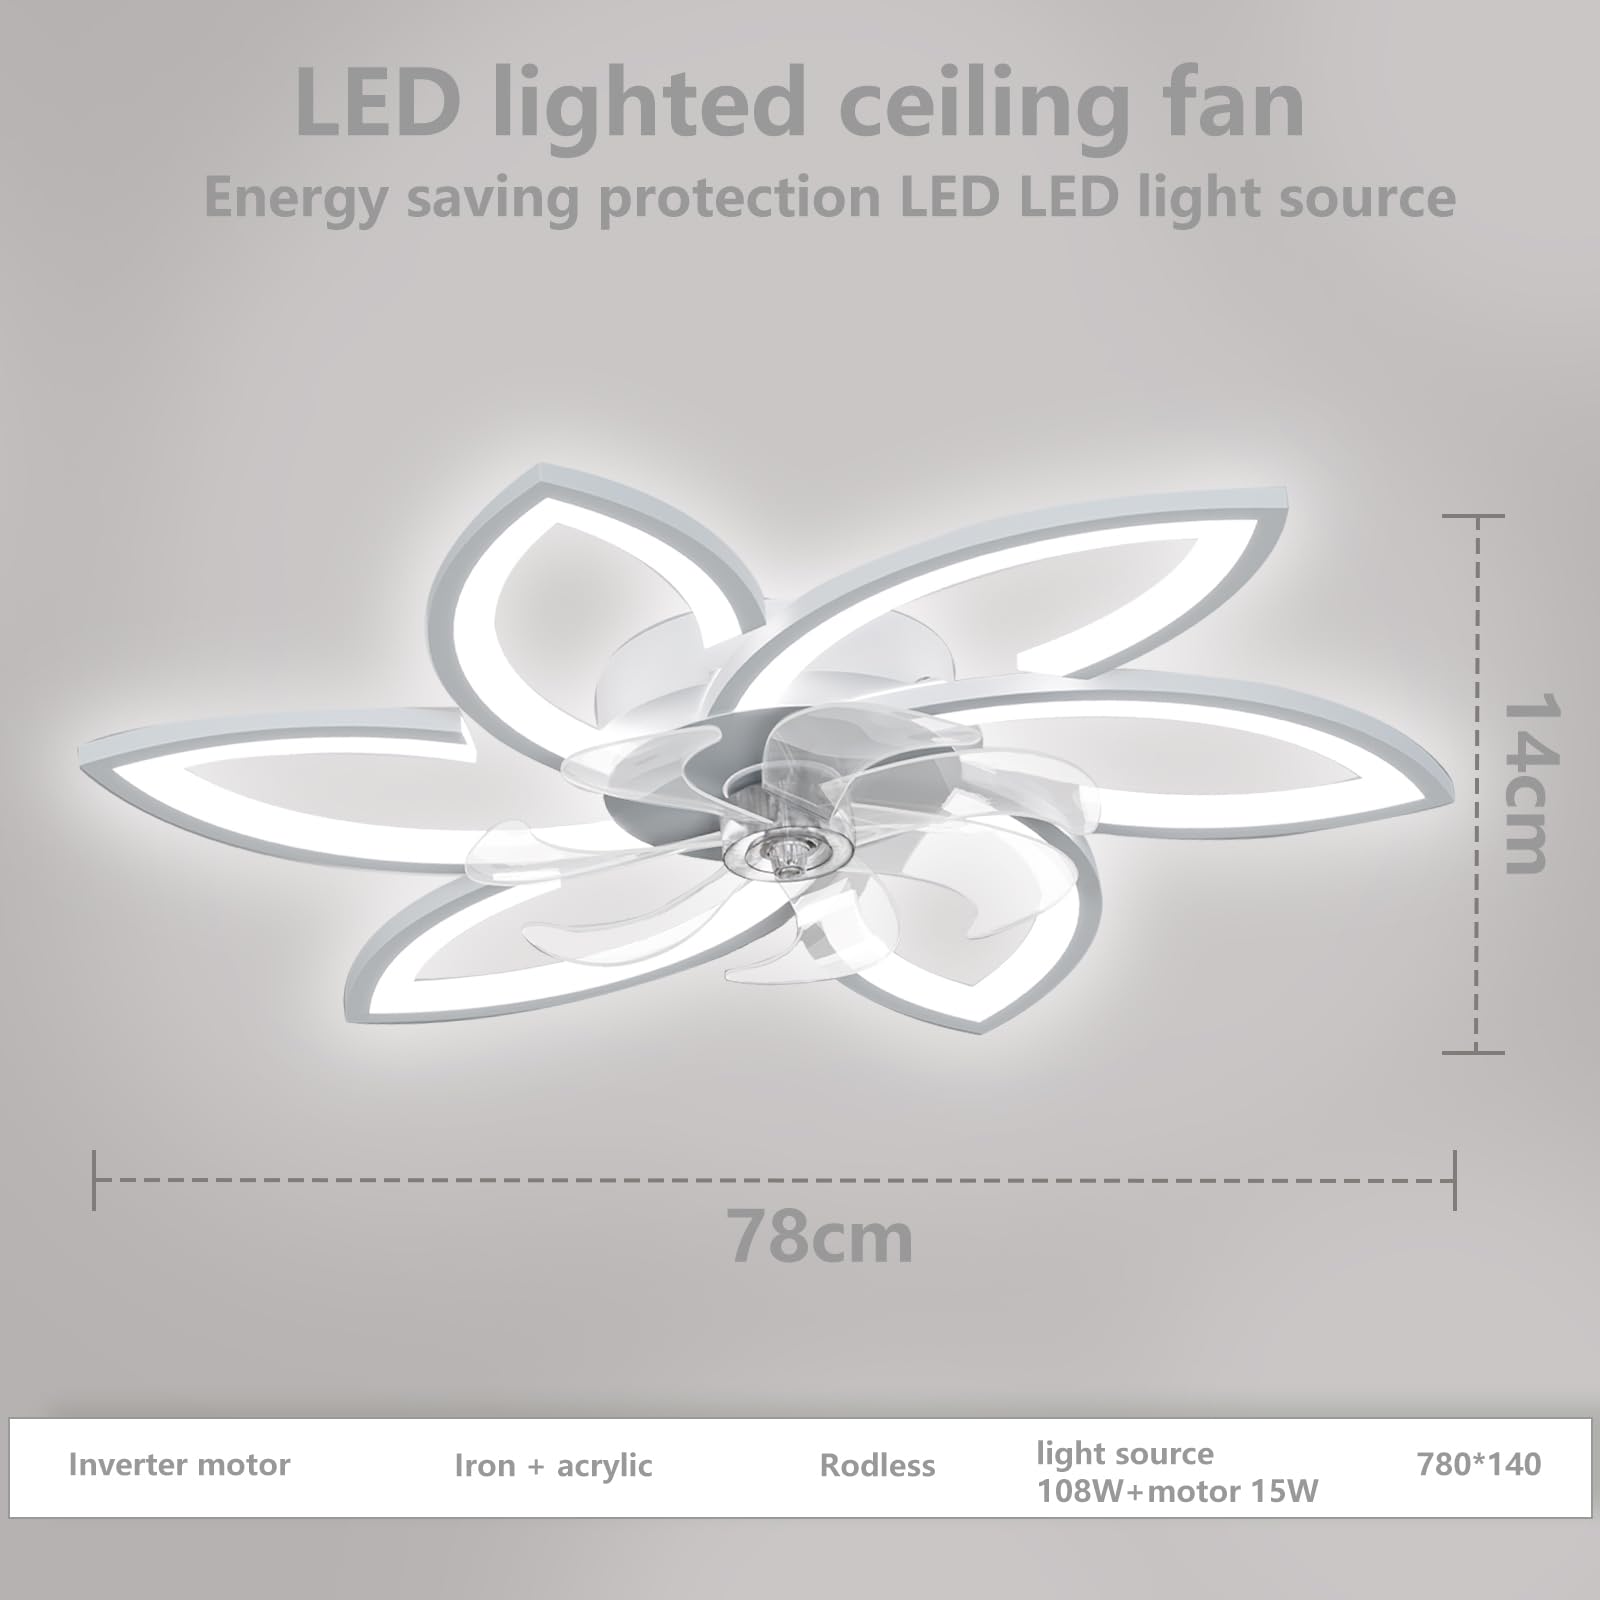 LED lighted ceiling fan
Energy saving protection LED LED light source
14cm
78cm
Inverter motor
Iron + acrylic
Rodless
light source
108W+motor 15W
780*140